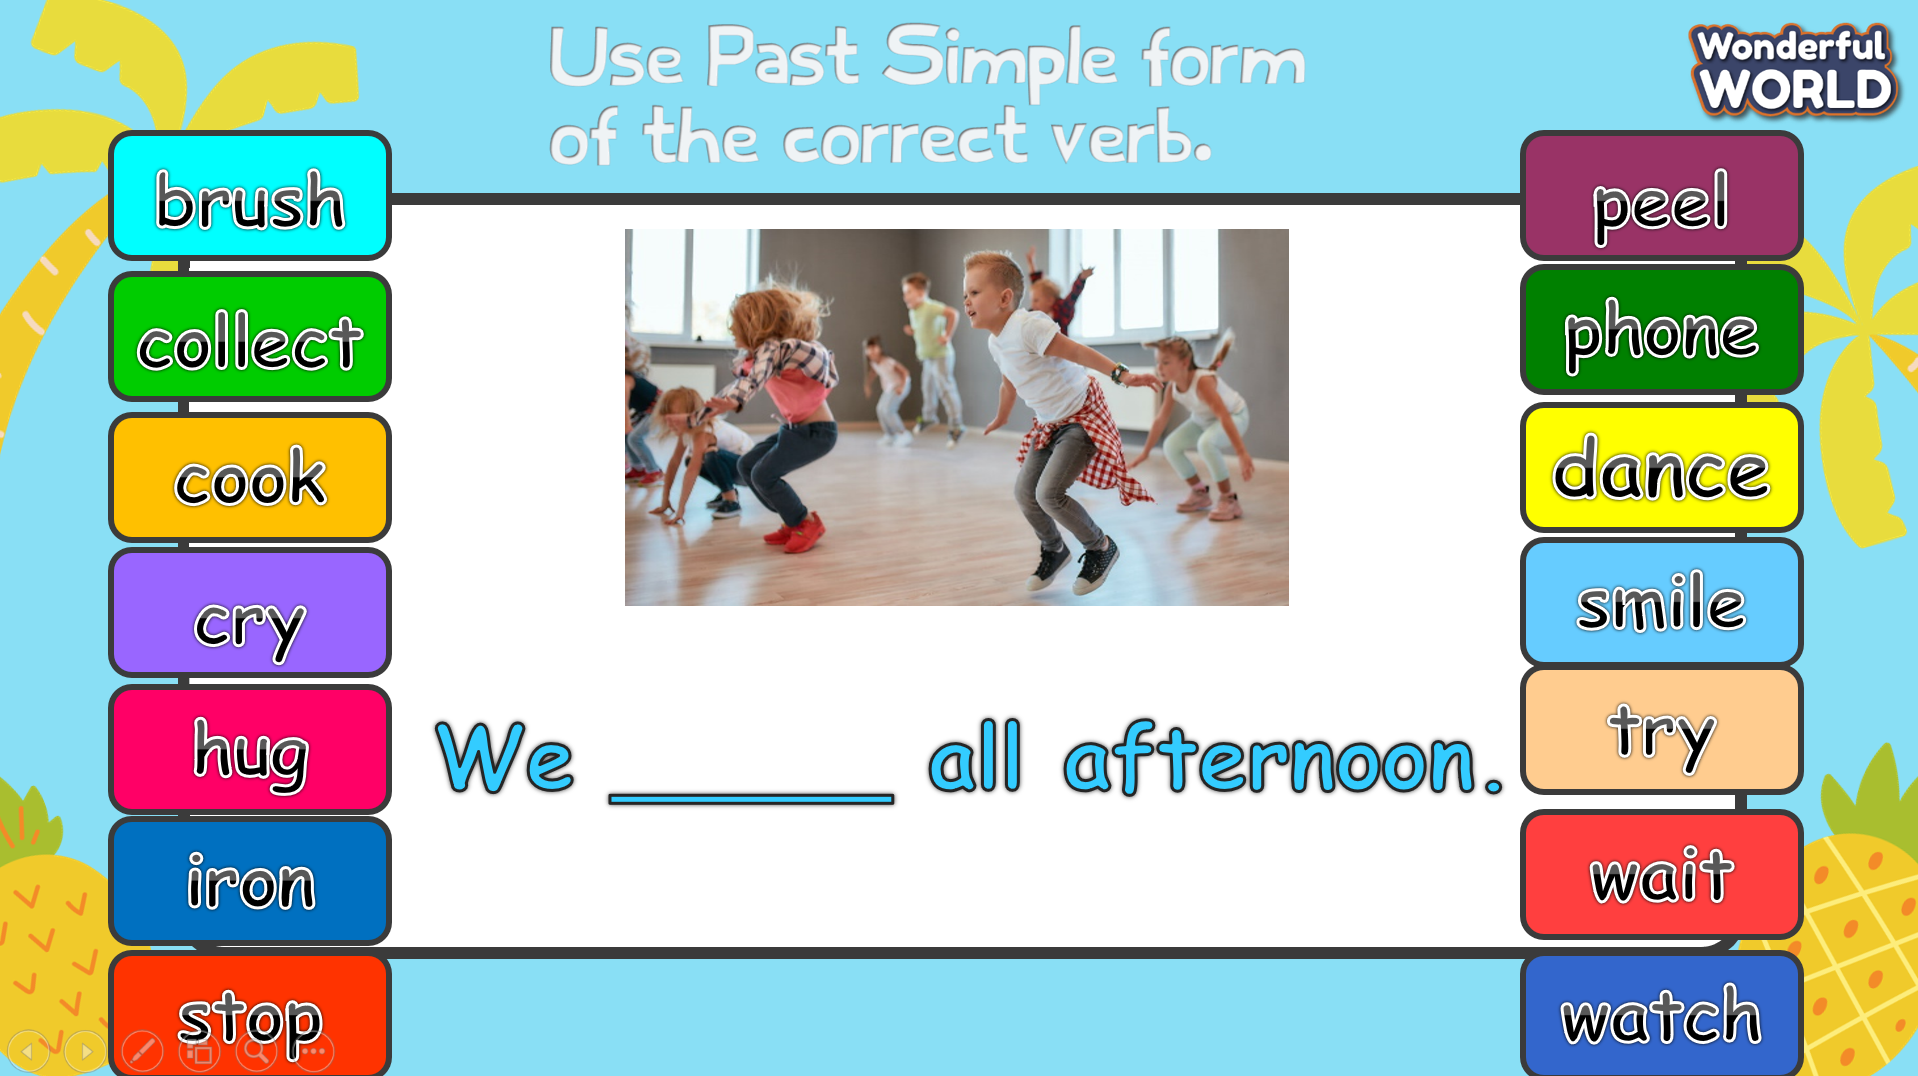 Use Past Simple form
of the correct verb.
Wonderful
WORLD
brush
collect
cook
cry
hug
iron
stop
We ______ all afternoon.
peel
phone
dance
smile
try
wait
watch